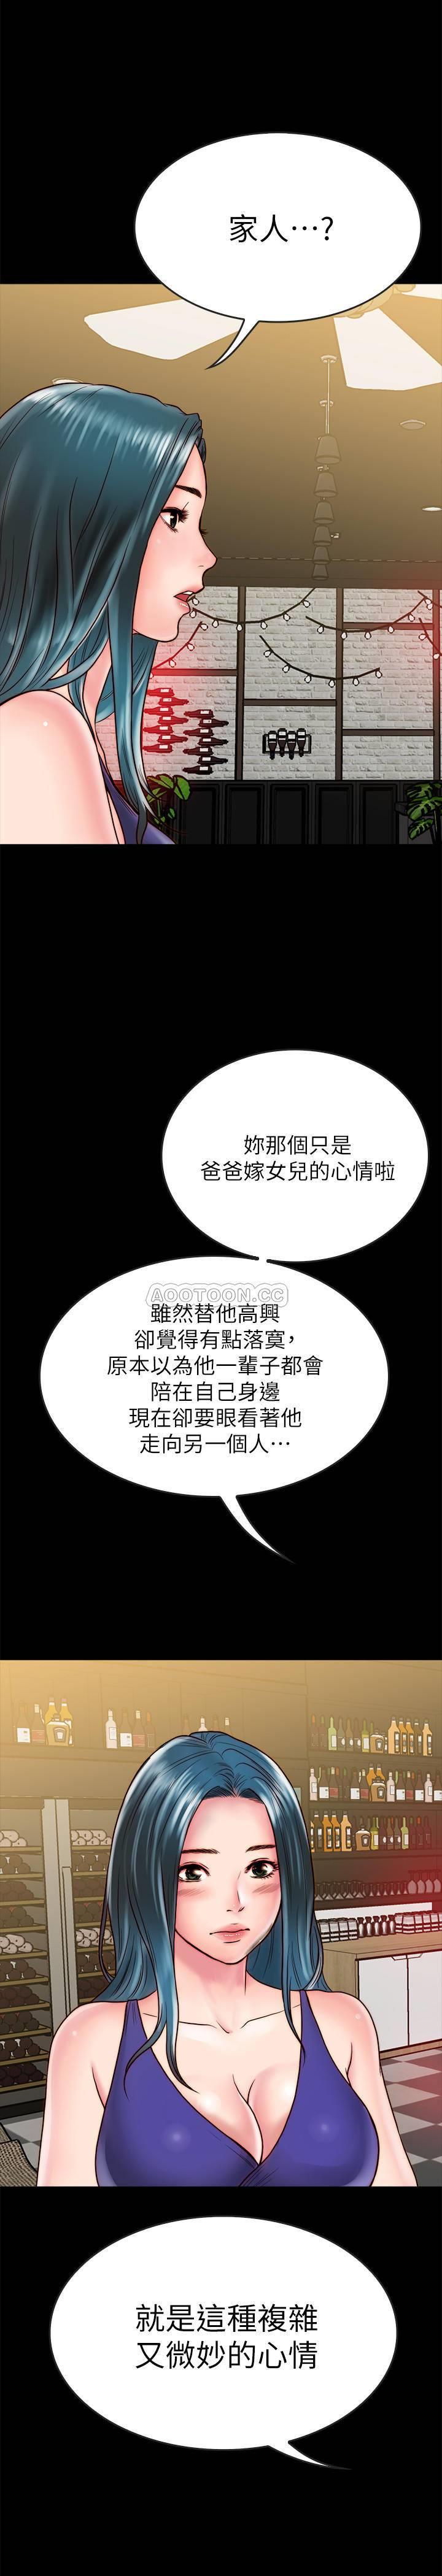 家人…?
妳那個只是
爸爸嫁女兒的心情啦
AOOTOON.CC
雖然替他高興
卻覺得有點落寞，
原本以為他一輩子都會
陪在自己身邊
現在卻要眼看著他
走向另一個人…
就是這種複雜
又微妙的心情